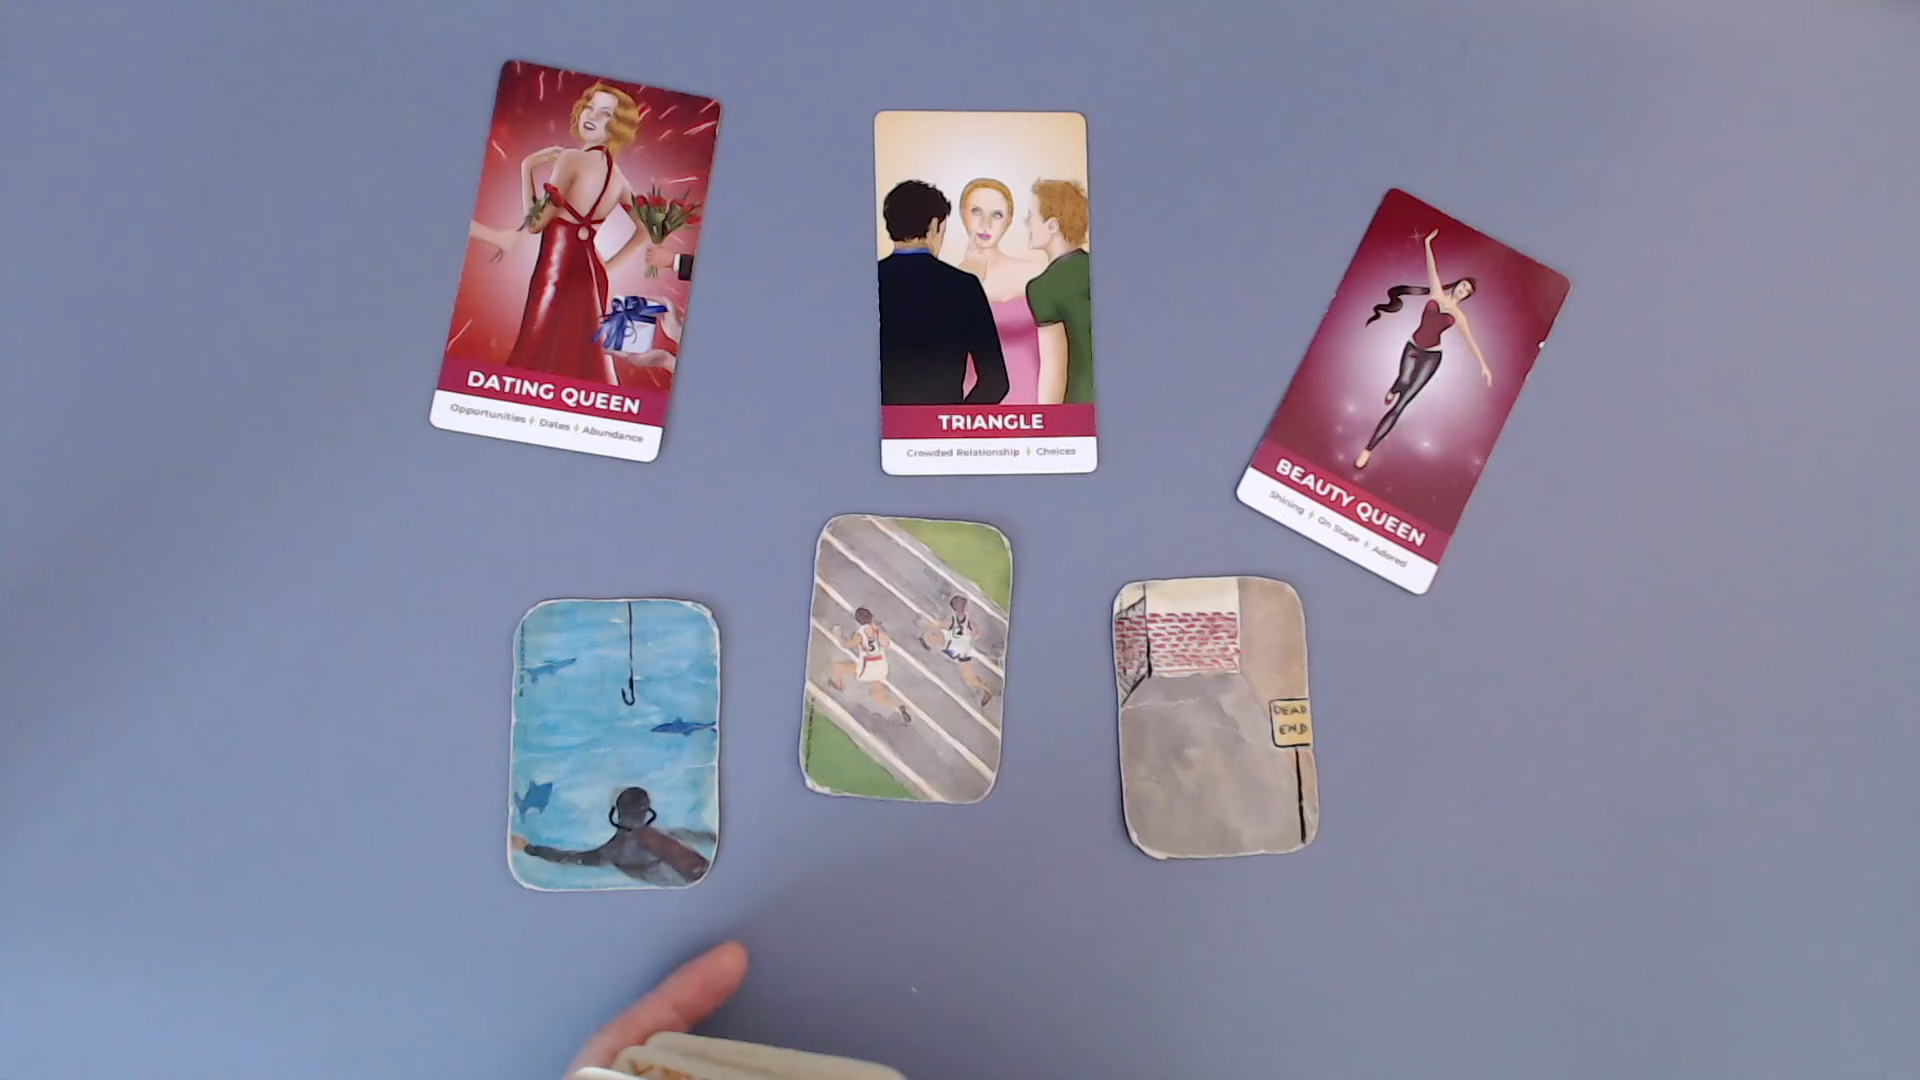 DATING QUEEN
Opportunities ♦ Dates ♦ Abundance
TRIANGLE
Crowded Relationship ♦ Choices
BEAUTY QUEEN
Shining ♦ On Stage ♦ Adored
5
2
DEAD
END